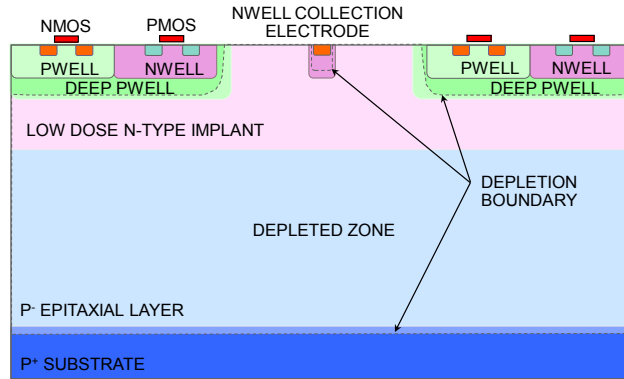 NMOS
PMOS
NWELL COLLECTION
ELECTRODE
PWELL
NWELL
PWELL
NWELL
DEEP PWELL
DEEP PWELL
LOW DOSE N-TYPE IMPLANT
DEPLETION
BOUNDARY
DEPLETED ZONE
P- EPITAXIAL LAYER
P+ SUBSTRATE